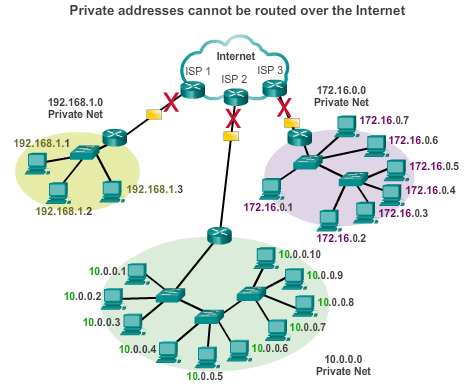 Private addresses cannot be routed over the Internet
Internet
ISP 1
ISP 2
ISP 3
192.168.1.0
Private Net
192.168.1.1
192.168.1.2
192.168.1.3
172.16.0.0
Private Net
172.16.0.7
172.16.0.6
172.16.0.5
172.16.0.4
172.16.0.3
172.16.0.2
172.16.0.1
10.0.0.10
10.0.0.9
10.0.0.8
10.0.0.7
10.0.0.6
10.0.0.5
10.0.0.4
10.0.0.3
10.0.0.2
10.0.0.1
10.0.0.0
Private Net